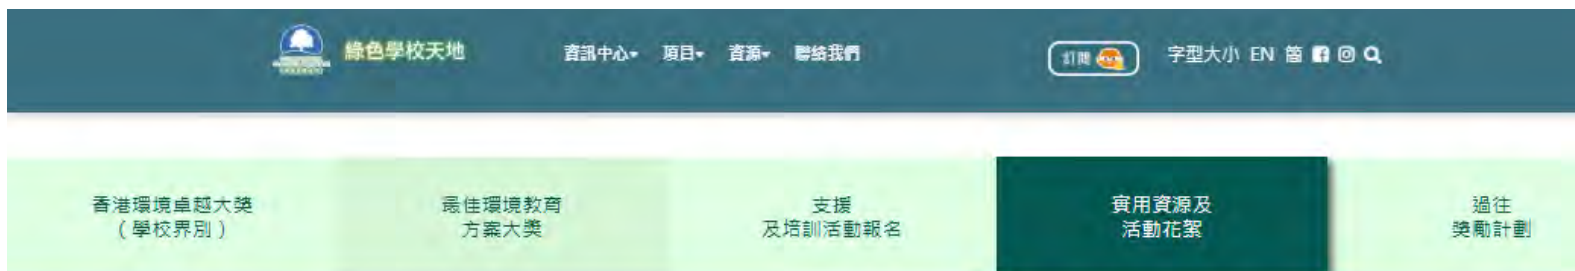 綠色學校天地
資訊中心 項目 資源 聯絡我們
訂閱
字型大小 EN 簡
香港環境卓越大獎
（學校界別）
最佳環境教育
方案大獎
支援
及培訓活動報名
實用資源及
活動花絮
過往
獎勵計劃